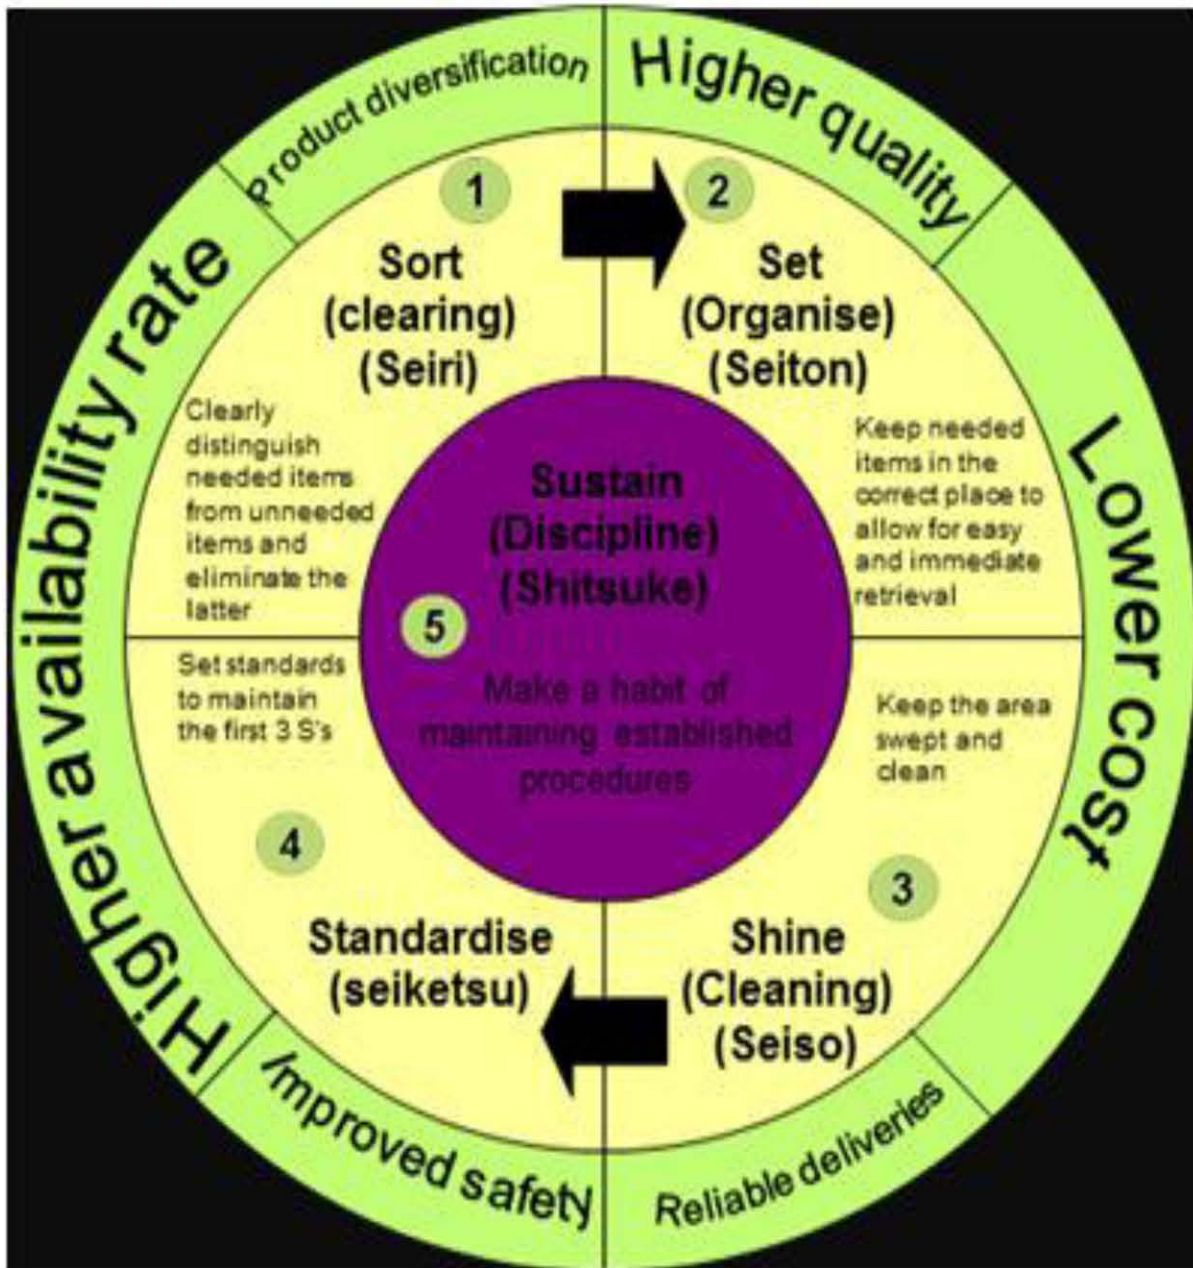 Product diversification
Higher quality
Lower cost
Reliable deliveries
Improved safety
Higher availability rate
1
Sort
(clearing)
(Seiri)
Clearly
distinguish
needed items
from unneeded
items and
eliminate the
latter
2
Set
(Organise)
(Seiton)
Keep needed
items in the
correct place to
allow for easy
and immediate
retrieval
Keep the area
swept and
clean
3
Shine
(Cleaning)
(Seiso)
Set standards
to maintain
the first 3 S's
4
Standardise
(seiketsu)
Sustain
(Discipline)
(Shitsuke)
5
Make a habit of
maintaining established
procedures